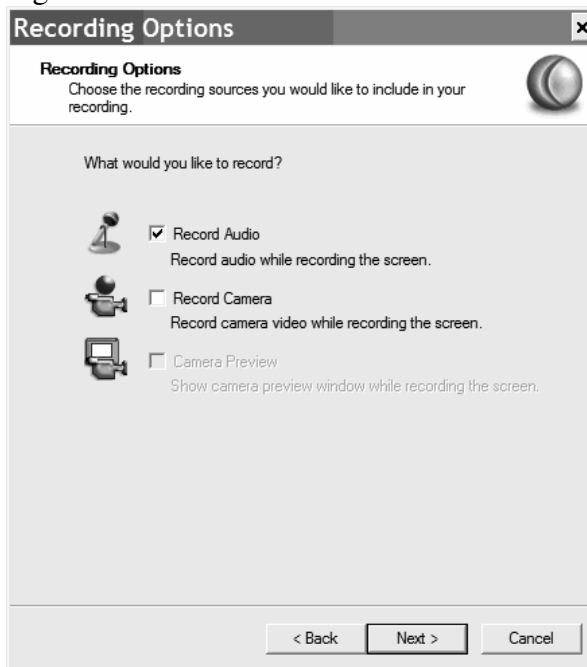 Recording Options
Recording Options
Choose the recording sources you would like to include in your
recording.
What would you like to record?
Record Audio
Record audio while recording the screen.
Record Camera
Record camera video while recording the screen.
Camera Preview
Show camera preview window while recording the screen.
< Back
Next >
Cancel